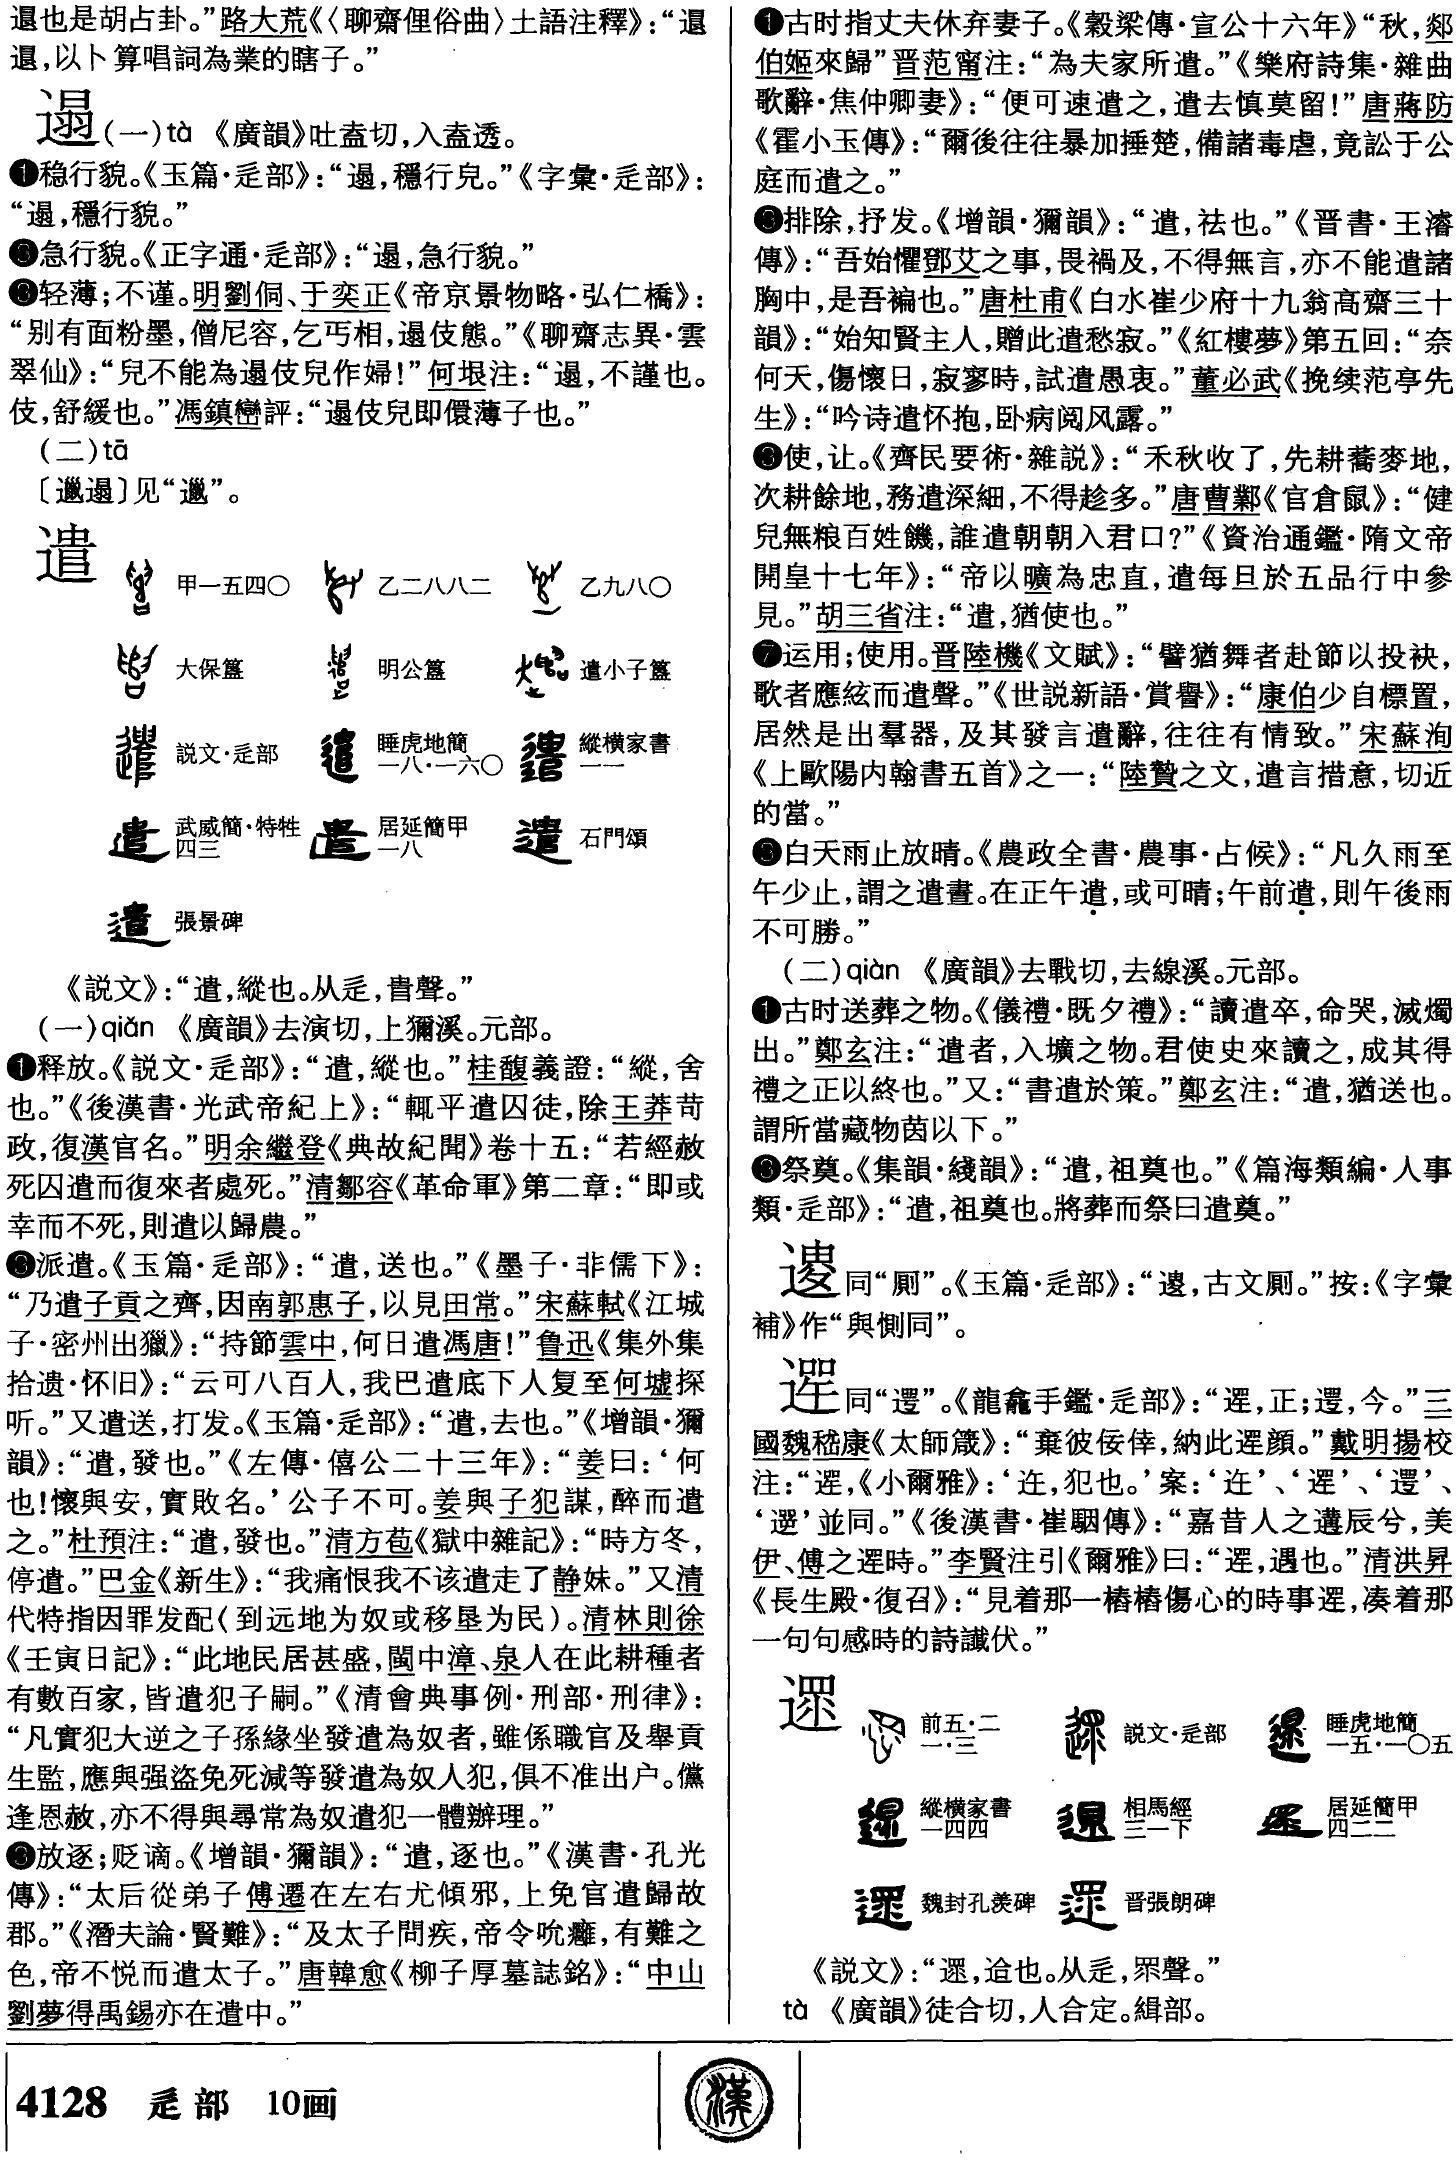 還也是胡占卦。”路大荒《〈聊齋俚俗曲〉土語注釋》：“還
還，以卜算唱詞為業的瞎子。”
遢 (一)tà 《廣韻》吐盍切，入盍透。
❶稳行貌。《玉篇·辵部》：“遢，穩行皃。”《字彙·辵部》：
“遢，穩行貌。”
❷急行貌。《正字通·辵部》：“遢，急行貌。”
❸轻薄；不谨。明劉侗、于奕正《帝京景物略·弘仁橋》：
“别有面粉墨，僧尼容，乞丐相，遢伎態。”《聊齋志異·雲
翠仙》：“兒不能為遢伎兒作婦！”何垠注：“遢，不謹也。
伎，舒緩也。”馮鎮巒評：“遢伎兒即儇薄子也。”
(二)tā
〔邋遢〕见“邋”。
遣
甲一五四〇 乙二八八二 乙九八〇
大保簋 明公簋 遣小子簋
説文·辵部 睡虎地簡一八·一六〇 縱横家書一一
武威簡·特牲四三 居延簡甲一八 石門頌
張景碑
《説文》：“遣，縱也。从辵，𠳋聲。”
(一)qiǎn 《廣韻》去演切，上獮溪。元部。
❶释放。《説文·辵部》：“遣，縱也。”桂馥義證：“縱，舍
也。”《後漢書·光武帝紀上》：“輒平遣囚徒，除王莽苛
政，復漢官名。”明余繼登《典故紀聞》卷十五：“若經赦
死囚遣而復來者處死。”清鄒容《革命軍》第二章：“即或
幸而不死，則遣以歸農。”
❷派遣。《玉篇·辵部》：“遣，送也。”《墨子·非儒下》：
“乃遣子貢之齊，因南郭惠子，以見田常。”宋蘇軾《江城
子·密州出獵》：“持節雲中，何日遣馮唐！”鲁迅《集外集
拾遗·怀旧》：“云可八百人，我巴遣底下人复至何墟探
听。”又遣送，打发。《玉篇·辵部》：“遣，去也。”《增韻·獮
韻》：“遣，發也。”《左傳·僖公二十三年》：“姜曰：‘何
也！懷與安，實敗名。’公子不可。姜與子犯謀，醉而遣
之。”杜預注：“遣，發也。”清方苞《獄中雜記》：“時方冬，
停遣。”巴金《新生》：“我痛恨我不该遣走了静妹。”又清
代特指因罪发配（到远地为奴或移垦为民）。清林則徐
《壬寅日記》：“此地民居甚盛，閩中漳、泉人在此耕種者
有數百家，皆遣犯子嗣。”《清會典事例·刑部·刑律》：
“凡實犯大逆之子孫緣坐發遣為奴者，雖係職官及舉貢
生監，應與强盗免死減等發遣為奴人犯，俱不准出户。儻
逢恩赦，亦不得與尋常為奴遣犯一體辦理。”
❸放逐；贬谪。《增韻·獮韻》：“遣，逐也。”《漢書·孔光
傳》：“太后從弟子傅遷在左右尤傾邪，上免官遣歸故
郡。”《潛夫論·賢難》：“及太子問疾，帝令吮癰，有難之
色，帝不悦而遣太子。”唐韓愈《柳子厚墓誌銘》：“中山
劉夢得禹錫亦在遣中。”
❹古时指丈夫休弃妻子。《穀梁傳·宣公十六年》“秋，郯
伯姬來歸”晋范甯注：“為夫家所遣。”《樂府詩集·雜曲
歌辭·焦仲卿妻》：“便可速遣之，遣去慎莫留！”唐蔣防
《霍小玉傳》：“爾後往往暴加捶楚，備諸毒虐，竟訟于公
庭而遣之。”
❺排除，抒发。《增韻·獮韻》：“遣，祛也。”《晋書·王濬
傳》：“吾始懼鄧艾之事，畏禍及，不得無言，亦不能遣諸
胸中，是吾褊也。”唐杜甫《白水崔少府十九翁高齋三十
韻》：“始知賢主人，贈此遣愁寂。”《紅樓夢》第五回：“奈
何天，傷懷日，寂寥時，試遣愚衷。”董必武《挽续范亭先
生》：“吟诗遣怀抱，卧病阅风露。”
❻使，让。《齊民要術·雜説》：“禾秋收了，先耕蕎麥地，
次耕餘地，務遣深細，不得趁多。”唐曹鄴《官倉鼠》：“健
兒無粮百姓饑，誰遣朝朝入君口？”《資治通鑑·隋文帝
開皇十七年》：“帝以曠為忠直，遣每旦於五品行中參
見。”胡三省注：“遣，猶使也。”
❼运用；使用。晋陸機《文賦》：“譬猶舞者赴節以投袂，
歌者應絃而遣聲。”《世説新語·賞譽》：“康伯少自標置，
居然是出羣器，及其發言遣辭，往往有情致。”宋蘇洵
《上歐陽内翰書五首》之一：“陸贄之文，遣言措意，切近
的當。”
❽白天雨止放晴。《農政全書·農事·占候》：“凡久雨至
午少止，謂之遣晝。在正午遣，或可晴；午前遣，則午後雨
不可勝。”
(二)qiàn 《廣韻》去戰切，去線溪。元部。
❶古时送葬之物。《儀禮·既夕禮》：“讀遣卒，命哭，滅燭
出。”鄭玄注：“遣者，入壙之物。君使史來讀之，成其得
禮之正以終也。”又：“書遣於策。”鄭玄注：“遣，猶送也。
謂所當藏物茵以下。”
❷祭奠。《集韻·綫韻》：“遣，祖奠也。”《篇海類編·人事
類·辵部》：“遣，祖奠也。將葬而祭曰遣奠。”
同“厠”。《玉篇·辵部》：“，古文厠。”按：《字彙
補》作“與惻同”。
遻 同“遌”。《龍龕手鑑·辵部》：“遻，正；遌，今。”三
國魏嵇康《太師箴》：“棄彼佞倖，納此遻顔。”戴明揚校
注：“遻，《小爾雅》：‘迕，犯也。’案：‘迕’、‘遻’、‘遌’、
‘’並同。”《後漢書·崔駰傳》：“嘉昔人之遘辰兮，美
伊、傅之遻時。”李賢注引《爾雅》曰：“遻，遇也。”清洪昇
《長生殿·復召》：“見着那一樁樁傷心的時事遻，凑着那
一句句感時的詩讖伏。”
遝
前五·二一·三 説文·辵部 睡虎地簡一五·一〇五
縱横家書一四四 相馬經三一下 居延簡甲四二二
魏封孔羡碑 晋張朗碑
《説文》：“遝，迨也。从辵，眔聲。”
tà 《廣韻》徒合切，入合定。緝部。
4128 辵部 10画
漢